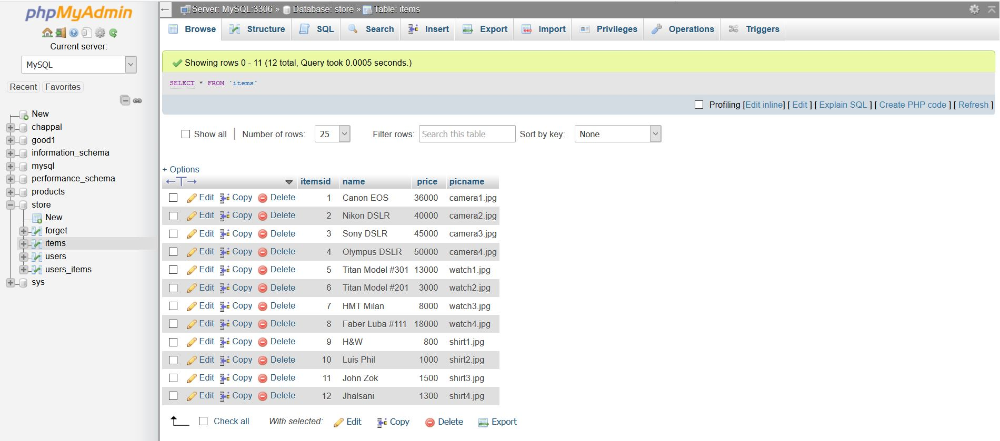 phpMyAdmin
Current server:
MySQL
Recent Favorites
New
chappal
good1
information_schema
mysql
performance_schema
products
store
New
forget
items
users
users_items
sys
Server: MySQL:3306 » Database: store » Table: items
Browse Structure SQL Search Insert Export Import Privileges Operations Triggers
Showing rows 0 - 11 (12 total, Query took 0.0005 seconds.)
SELECT * FROM `items`
Profiling [Edit inline] [ Edit ] [ Explain SQL ] [ Create PHP code ] [ Refresh ]
Show all | Number of rows: 25 Filter rows: Search this table Sort by key: None
+ Options
←T→ itemsid name price picname
Edit Copy Delete 1 Canon EOS 36000 camera1.jpg
Edit Copy Delete 2 Nikon DSLR 40000 camera2.jpg
Edit Copy Delete 3 Sony DSLR 45000 camera3.jpg
Edit Copy Delete 4 Olympus DSLR 50000 camera4.jpg
Edit Copy Delete 5 Titan Model #301 13000 watch1.jpg
Edit Copy Delete 6 Titan Model #201 3000 watch2.jpg
Edit Copy Delete 7 HMT Milan 8000 watch3.jpg
Edit Copy Delete 8 Faber Luba #111 18000 watch4.jpg
Edit Copy Delete 9 H&W 800 shirt1.jpg
Edit Copy Delete 10 Luis Phil 1000 shirt2.jpg
Edit Copy Delete 11 John Zok 1500 shirt3.jpg
Edit Copy Delete 12 Jhalsani 1300 shirt4.jpg
Check all With selected: Edit Copy Delete Export